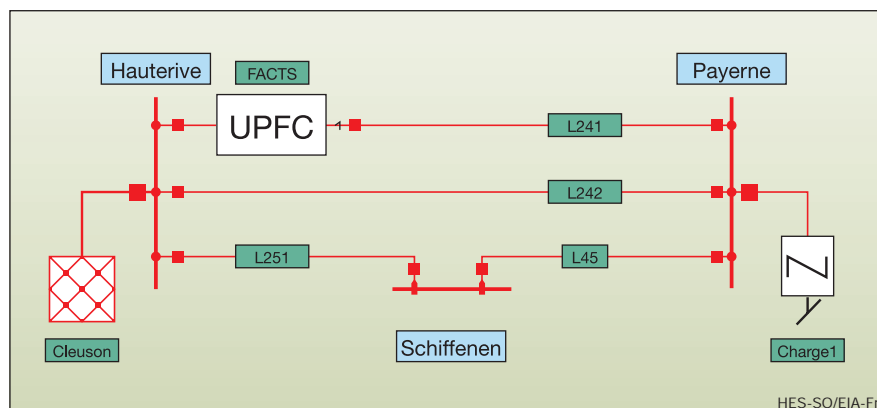 FACTS
Hauterive
Payerne
UPFC
1
L241
L242
L251
L45
Z
Cleuson
Schiffenen
Charge1
HES-SO/EIA-Fr